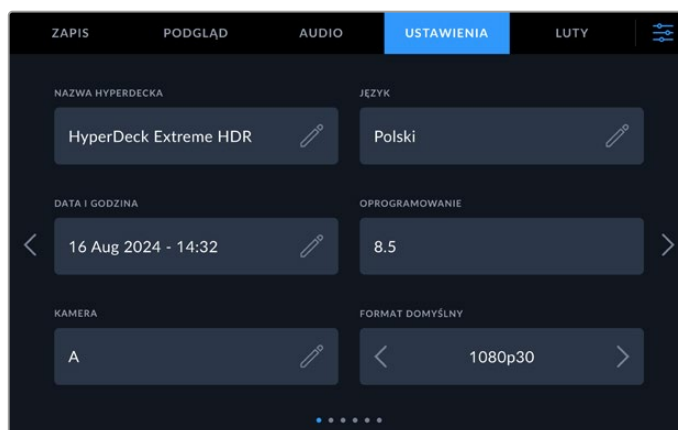 ZAPIS PODGLĄD AUDIO USTAWIENIA LUTY
NAZWA HYPERDECKA JĘZYK
HyperDeck Extreme HDR Polski
DATA I GODZINA OPROGRAMOWANIE
16 Aug 2024 - 14:32 8.5
KAMERA FORMAT DOMYŚLNY
A 1080p30